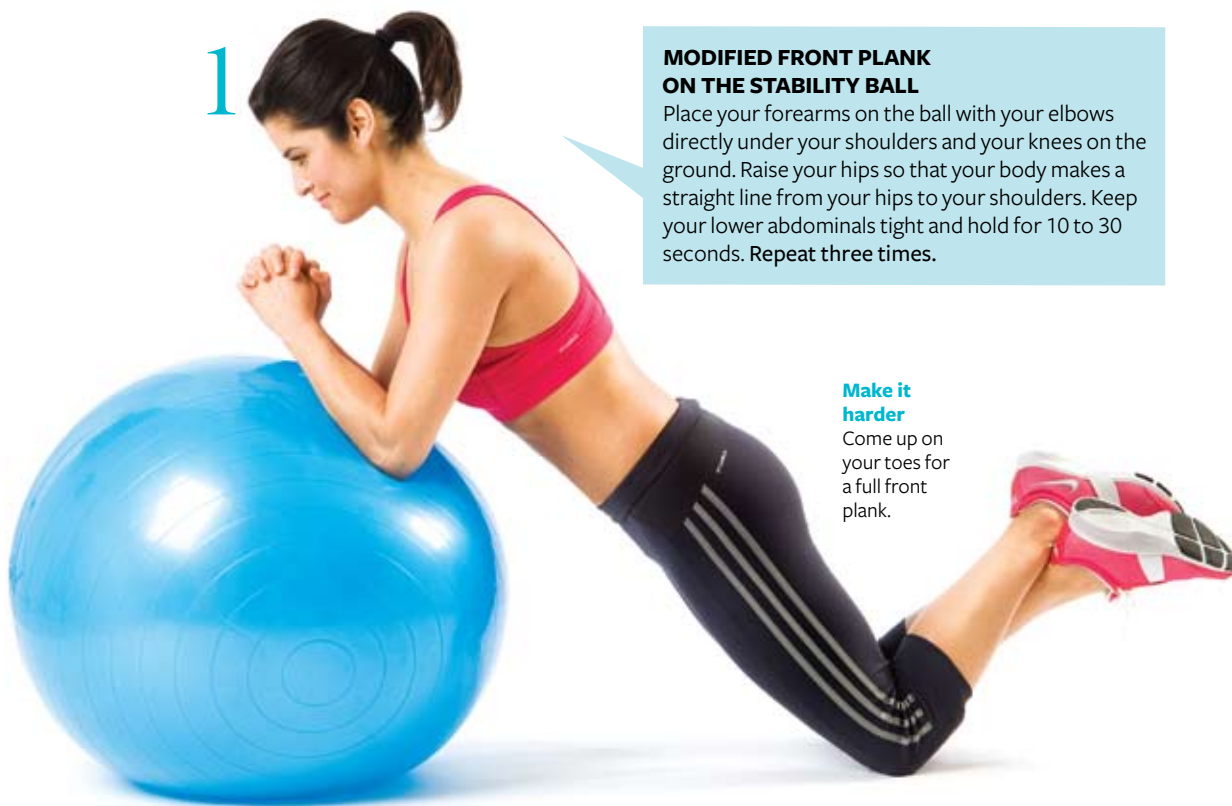 1
MODIFIED FRONT PLANK
ON THE STABILITY BALL
Place your forearms on the ball with your elbows
directly under your shoulders and your knees on the
ground. Raise your hips so that your body makes a
straight line from your hips to your shoulders. Keep
your lower abdominals tight and hold for 10 to 30
seconds. Repeat three times.
Make it
harder
Come up on
your toes for
a full front
plank.